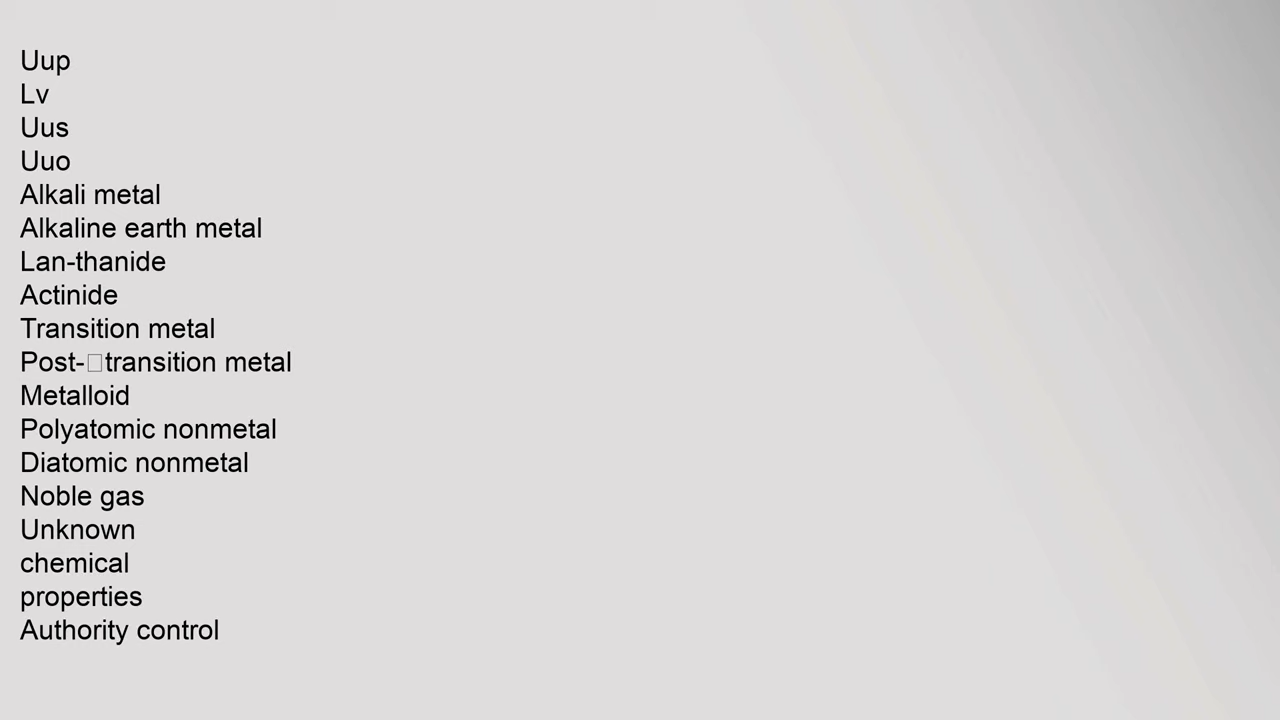 Uup
Lv
Uus
Uuo
Alkali metal
Alkaline earth metal
Lan-thanide
Actinide
Transition metal
Post-□transition metal
Metalloid
Polyatomic nonmetal
Diatomic nonmetal
Noble gas
Unknown
chemical
properties
Authority control